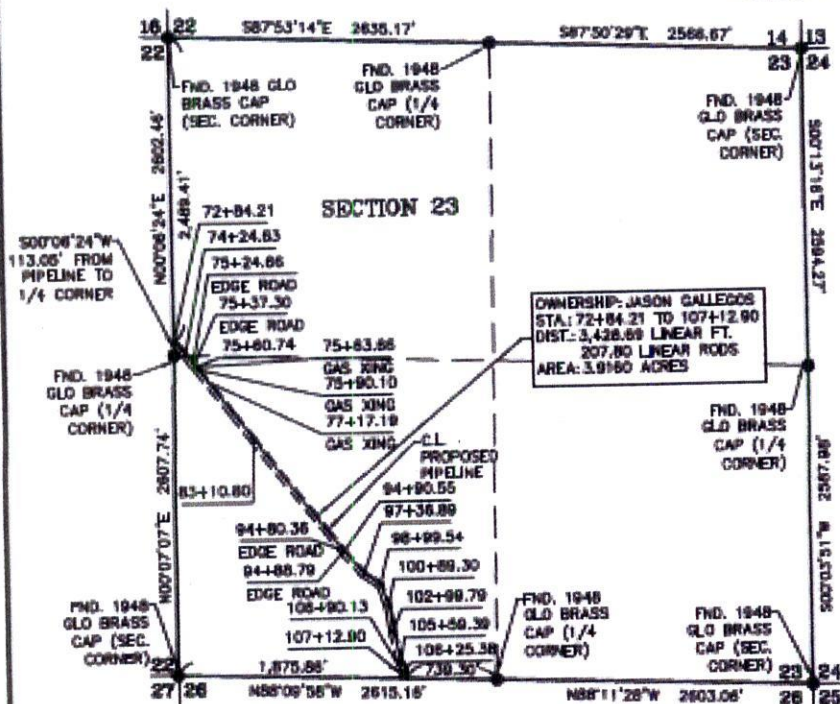 16 22
S87°53'14"E 2635.17'
S87°50'29"E 2566.67'
14 13
22
23 24
FND. 1948 GLO
BRASS CAP
(SEC. CORNER)
FND. 1948
GLO BRASS
CAP (1/4
CORNER)
FND. 1948
GLO BRASS
CAP (SEC.
CORNER)
N00°06'24"E 2602.46'
2,489.41'
S00°13'16"E 2594.27'
SECTION 23
72+84.21
74+24.63
75+24.66
EDGE ROAD
75+37.30
EDGE ROAD
75+60.74
S00°06'24"W
113.05' FROM
PIPELINE TO
1/4 CORNER
75+63.66
GAS XING
75+90.10
GAS XING
77+17.19
GAS XING
OWNERSHIP: JASON GALLEGOS
STA.: 72+84.21 TO 107+12.90
DIST.: 3,428.69 LINEAR FT.
207.80 LINEAR RODS
AREA: 3.9160 ACRES
FND. 1948
GLO BRASS
CAP (1/4
CORNER)
FND. 1948
GLO BRASS
CAP (1/4
CORNER)
C.L.
PROPOSED
PIPELINE
N00°07'07"E 2607.74'
83+10.80
94+90.55
97+36.89
94+80.36
EDGE ROAD
94+88.79
EDGE ROAD
98+99.54
100+89.30
102+99.79
105+59.39
106+25.38
106+90.13
107+12.90
FND. 1948
GLO BRASS
CAP (SEC.
CORNER)
FND. 1948
GLO BRASS
CAP (1/4
CORNER)
FND. 1948
GLO BRASS
CAP (SEC.
CORNER)
22
1,875.86'
739.30'
23 24
27 26
N88°09'58"W 2615.16'
N88°11'28"W 2603.06'
26 25